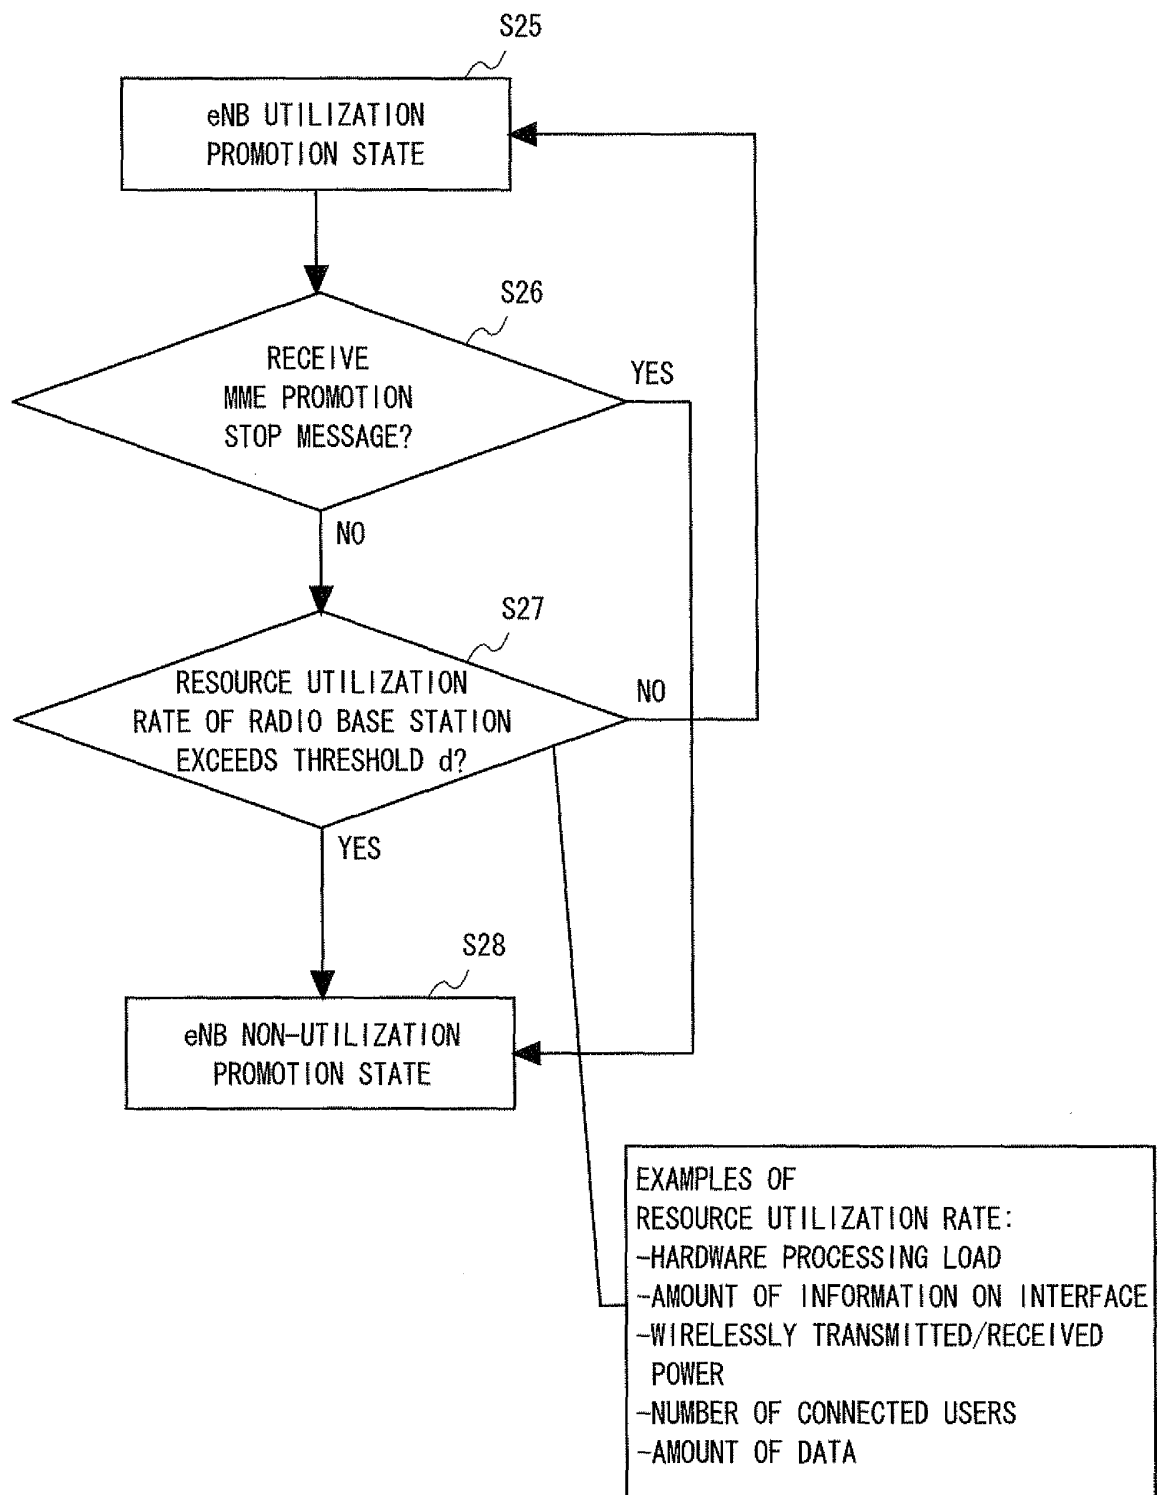 S25
eNB UTILIZATION
PROMOTION STATE
S26
RECEIVE
MME PROMOTION
STOP MESSAGE?
YES
NO
S27
RESOURCE UTILIZATION
RATE OF RADIO BASE STATION
EXCEEDS THRESHOLD d?
NO
YES
S28
eNB NON-UTILIZATION
PROMOTION STATE
EXAMPLES OF
RESOURCE UTILIZATION RATE:
-HARDWARE PROCESSING LOAD
-AMOUNT OF INFORMATION ON INTERFACE
-WIRELESSLY TRANSMITTED/RECEIVED
POWER
-NUMBER OF CONNECTED USERS
-AMOUNT OF DATA